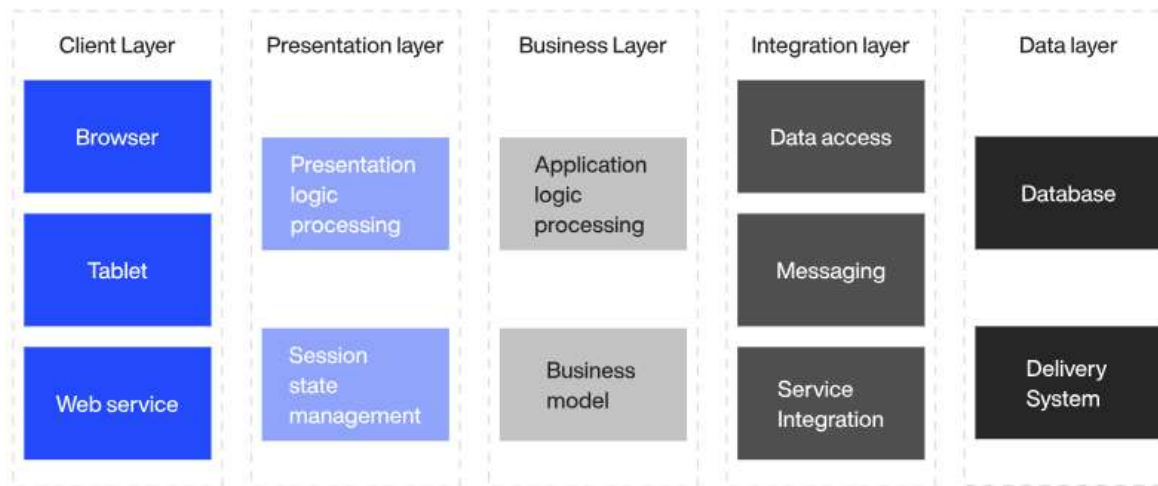 Client Layer
Browser
Tablet
Web service
Presentation layer
Presentation
logic
processing
Session
state
management
Business Layer
Application
logic
processing
Business
model
Integration layer
Data access
Messaging
Service
Integration
Data layer
Database
Delivery
System